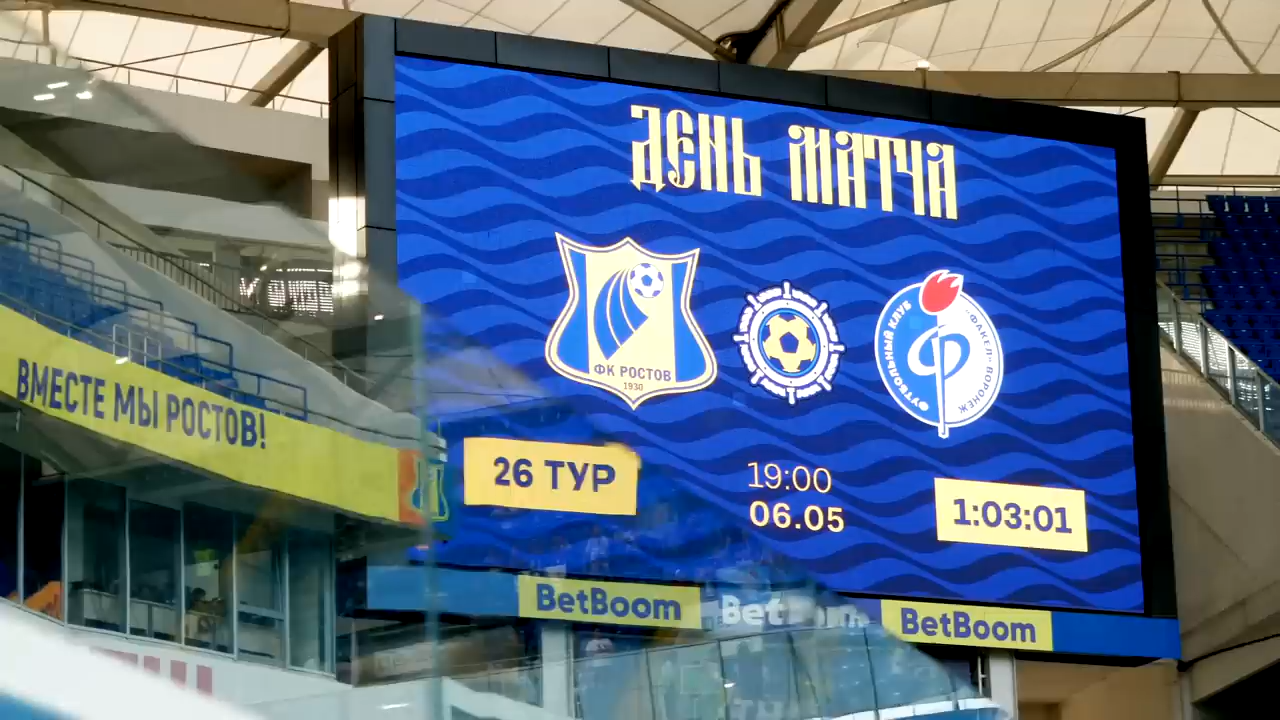 ДЕНЬ МАТЧА
ФК РОСТОВ
1930
ФУТБОЛЬНЫЙ КЛУБ
"ФАКЕЛ" ВОРОНЕЖ
ВМЕСТЕ МЫ РОСТОВ!
26 ТУР
19:00
06.05
1:03:01
BetBoom
BetBoom
BetBoom